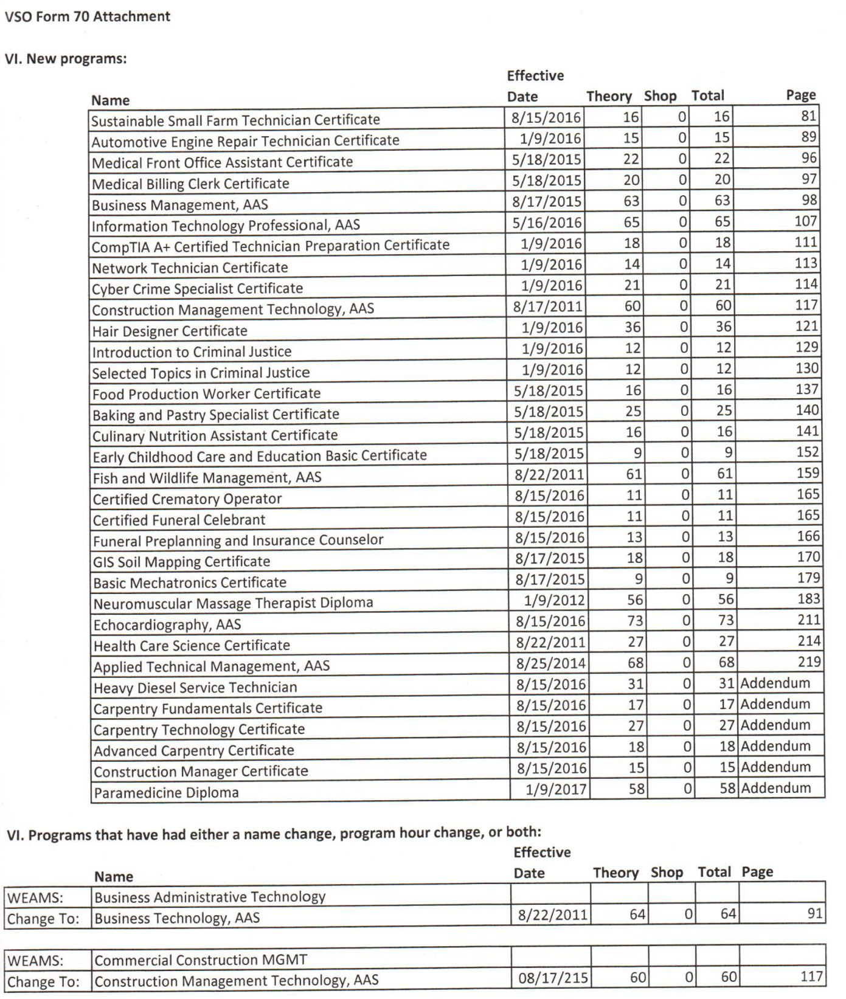 VSO Form 70 Attachment
VI. New programs:
Effective
Name Date Theory Shop Total Page
Sustainable Small Farm Technician Certificate 8/15/2016 16 0 16 81
Automotive Engine Repair Technician Certificate 1/9/2016 15 0 15 89
Medical Front Office Assistant Certificate 5/18/2015 22 0 22 96
Medical Billing Clerk Certificate 5/18/2015 20 0 20 97
Business Management, AAS 8/17/2015 63 0 63 98
Information Technology Professional, AAS 5/16/2016 65 0 65 107
CompTIA A+ Certified Technician Preparation Certificate 1/9/2016 18 0 18 111
Network Technician Certificate 1/9/2016 14 0 14 113
Cyber Crime Specialist Certificate 1/9/2016 21 0 21 114
Construction Management Technology, AAS 8/17/2011 60 0 60 117
Hair Designer Certificate 1/9/2016 36 0 36 121
Introduction to Criminal Justice 1/9/2016 12 0 12 129
Selected Topics in Criminal Justice 1/9/2016 12 0 12 130
Food Production Worker Certificate 5/18/2015 16 0 16 137
Baking and Pastry Specialist Certificate 5/18/2015 25 0 25 140
Culinary Nutrition Assistant Certificate 5/18/2015 16 0 16 141
Early Childhood Care and Education Basic Certificate 5/18/2015 9 0 9 152
Fish and Wildlife Management, AAS 8/22/2011 61 0 61 159
Certified Crematory Operator 8/15/2016 11 0 11 165
Certified Funeral Celebrant 8/15/2016 11 0 11 165
Funeral Preplanning and Insurance Counselor 8/15/2016 13 0 13 166
GIS Soil Mapping Certificate 8/17/2015 18 0 18 170
Basic Mechatronics Certificate 8/17/2015 9 0 9 179
Neuromuscular Massage Therapist Diploma 1/9/2012 56 0 56 183
Echocardiography, AAS 8/15/2016 73 0 73 211
Health Care Science Certificate 8/22/2011 27 0 27 214
Applied Technical Management, AAS 8/25/2014 68 0 68 219
Heavy Diesel Service Technician 8/15/2016 31 0 31 Addendum
Carpentry Fundamentals Certificate 8/15/2016 17 0 17 Addendum
Carpentry Technology Certificate 8/15/2016 27 0 27 Addendum
Advanced Carpentry Certificate 8/15/2016 18 0 18 Addendum
Construction Manager Certificate 8/15/2016 15 0 15 Addendum
Paramedicine Diploma 1/9/2017 58 0 58 Addendum
VI. Programs that have had either a name change, program hour change, or both:
Effective
Name Date Theory Shop Total Page
WEAMS: Business Administrative Technology
Change To: Business Technology, AAS 8/22/2011 64 0 64 91
WEAMS: Commercial Construction MGMT
Change To: Construction Management Technology, AAS 08/17/215 60 0 60 117